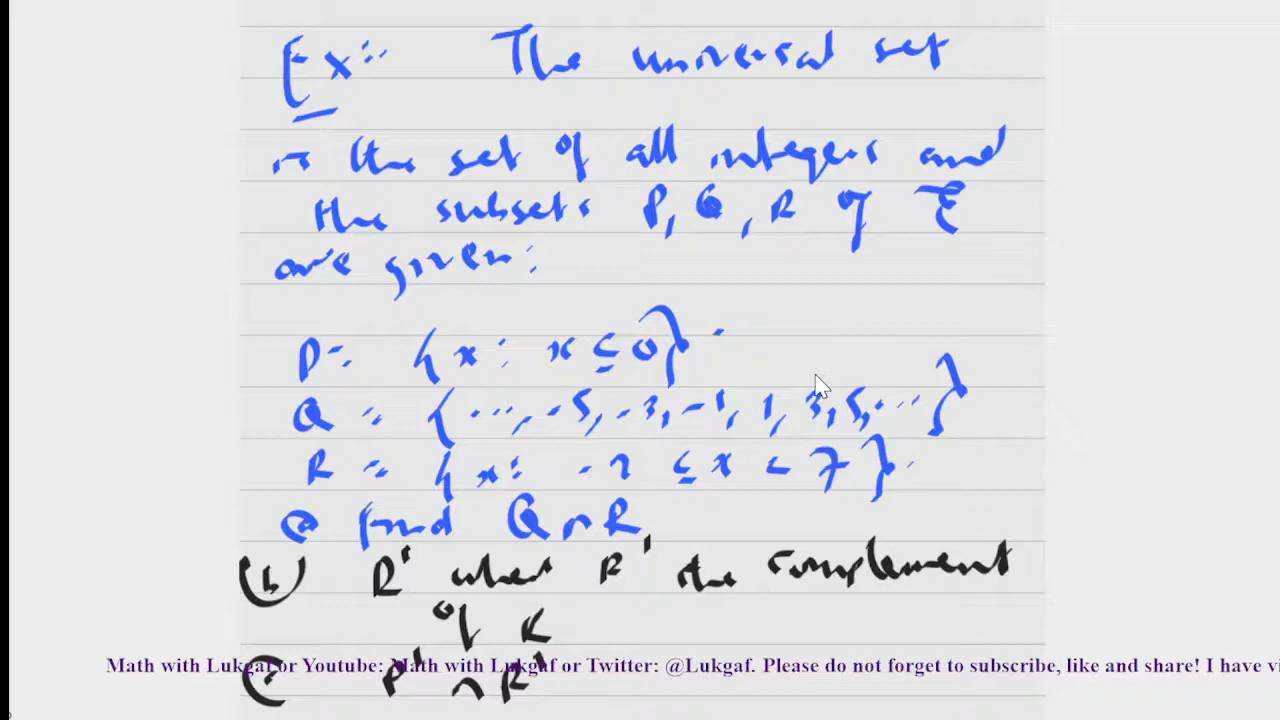 Ex:- The universal set
is the set of all integers and
the subsets P, Q, R of ξ
are given:
P = {x: x ≤ 0}.
Q = {..., -5, -3, -1, 1, 3, 5, ...}
R = {x: -2 ≤ x < 7}.
(a) find Q∩R
(b) R' where R' the complement
of R
(c) P' ∩ R'
Math with Lukgaf or Youtube: Math with Lukgaf or Twitter: @Lukgaf. Please do not forget to subscribe, like and share! I have vi